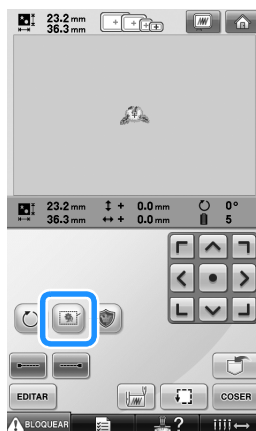 23.2 mm
36.3 mm
23.2 mm + 0.0 mm 0°
36.3 mm + 0.0 mm 5
EDITAR COSER
BLOQUEAR ?